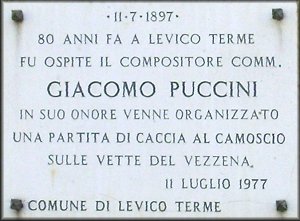 ·11-7-1897·
80 ANNI FA A LEVICO TERME
FU OSPITE IL COMPOSITORE COMM.
GIACOMO PUCCINI
IN SUO ONORE VENNE ORGANIZZATO
UNA PARTITA DI CACCIA AL CAMOSCIO
SULLE VETTE DEL VEZZENA.
11 LUGLIO 1977
COMUNE DI LEVICO TERME